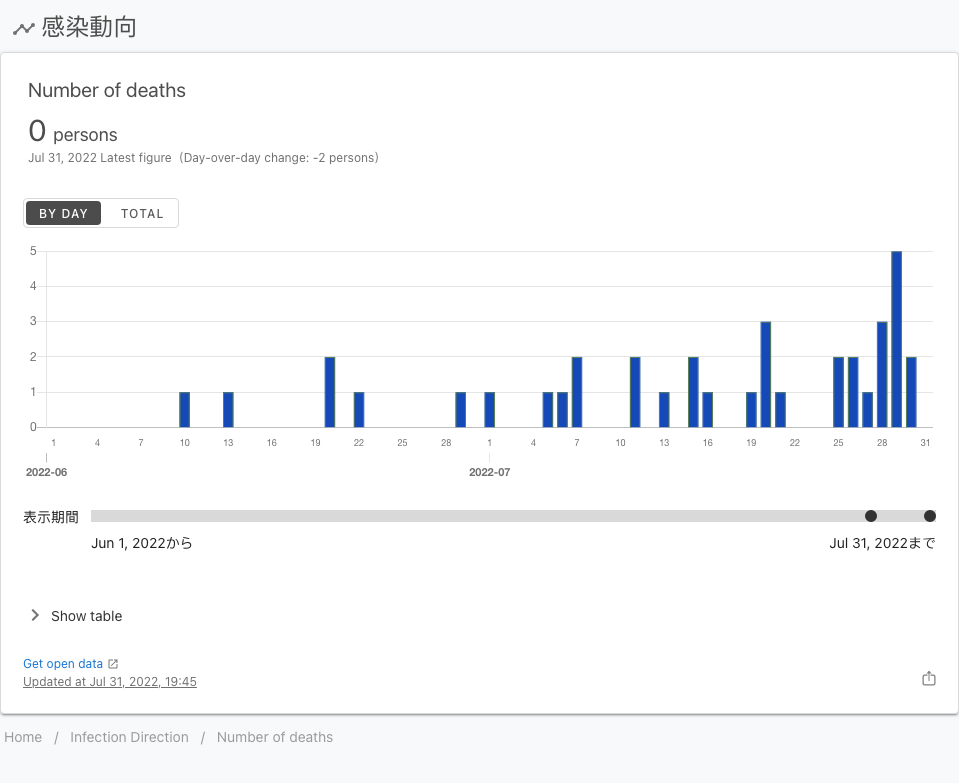 感染動向
Number of deaths
0 persons
Jul 31, 2022 Latest figure (Day-over-day change: -2 persons)
BY DAY TOTAL
5
4
3
2
1
0
1 4 7 10 13 16 19 22 25 28 1 4 7 10 13 16 19 22 25 28 31
2022-06 2022-07
表示期間
Jun 1, 2022から Jul 31, 2022まで
Show table
Get open data
Updated at Jul 31, 2022, 19:45
Home / Infection Direction / Number of deaths